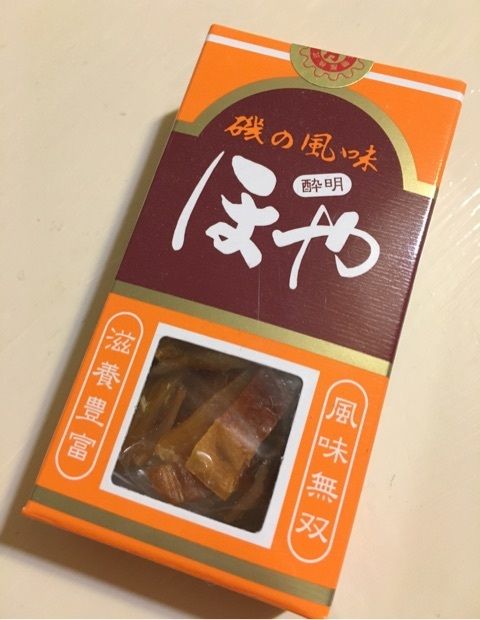 磯の風味
酔明
ほや
滋養豊富
風味無双